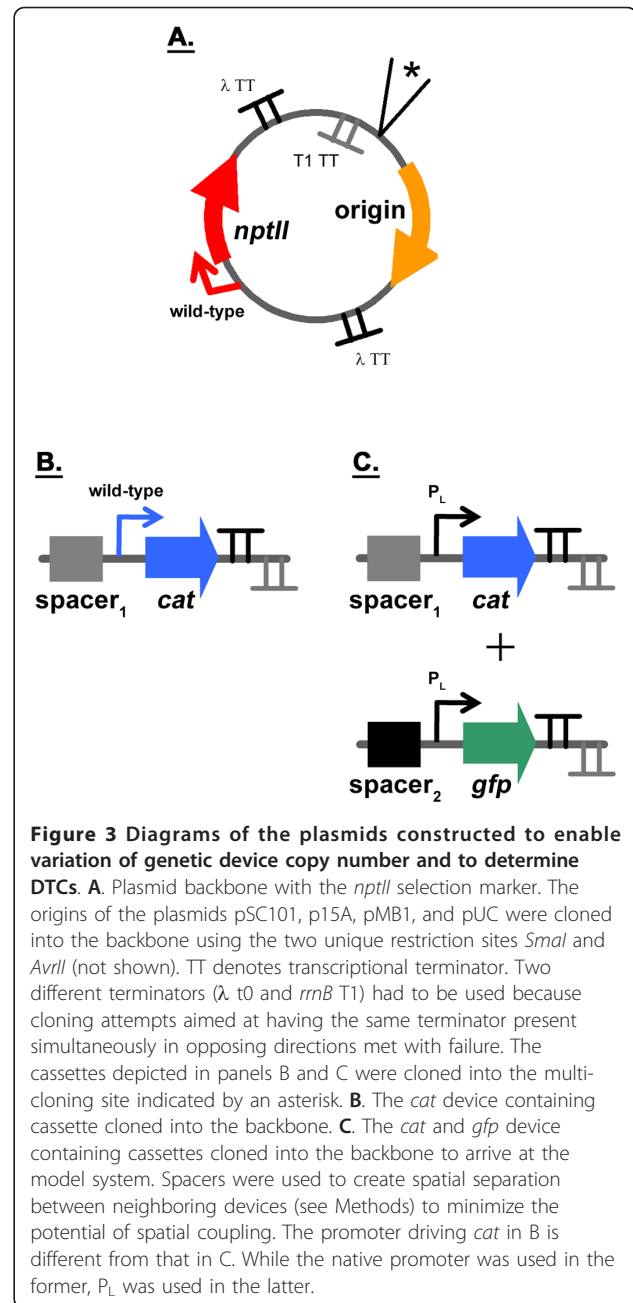 A.
λ TT
*
T1 TT
origin
nptII
wild-type
λ TT
B.
C.
wild-type
P_L
spacer₁
cat
spacer₁
cat
+
P_L
spacer₂
gfp
Figure 3 Diagrams of the plasmids constructed to enable
variation of genetic device copy number and to determine
DTCs. A. Plasmid backbone with the nptII selection marker. The
origins of the plasmids pSC101, p15A, pMB1, and pUC were cloned
into the backbone using the two unique restriction sites SmaI and
AvrII (not shown). TT denotes transcriptional terminator. Two
different terminators (λ t0 and rrnB T1) had to be used because
cloning attempts aimed at having the same terminator present
simultaneously in opposing directions met with failure. The
cassettes depicted in panels B and C were cloned into the multi-
cloning site indicated by an asterisk. B. The cat device containing
cassette cloned into the backbone. C. The cat and gfp device
containing cassettes cloned into the backbone to arrive at the
model system. Spacers were used to create spatial separation
between neighboring devices (see Methods) to minimize the
potential of spatial coupling. The promoter driving cat in B is
different from that in C. While the native promoter was used in the
former, P_L was used in the latter.